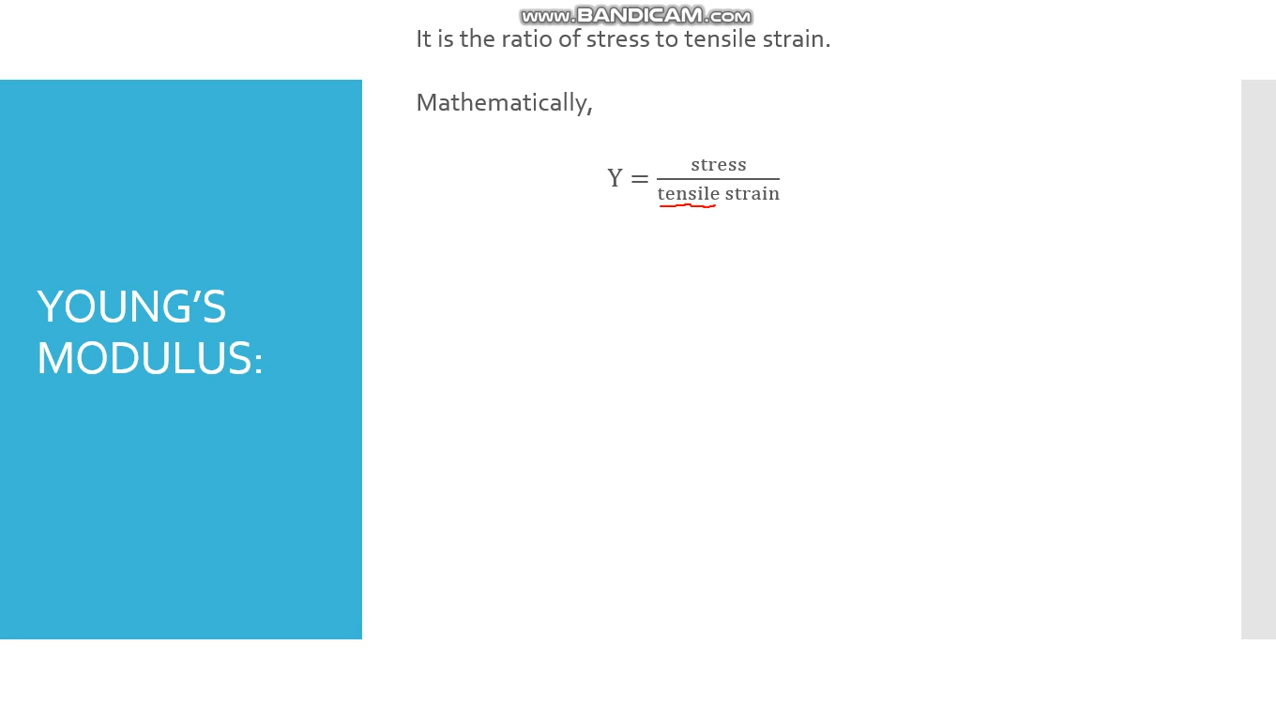 www.BANDICAM.com
It is the ratio of stress to tensile strain.
Mathematically,
Y = stress / tensile strain
YOUNG’S
MODULUS: